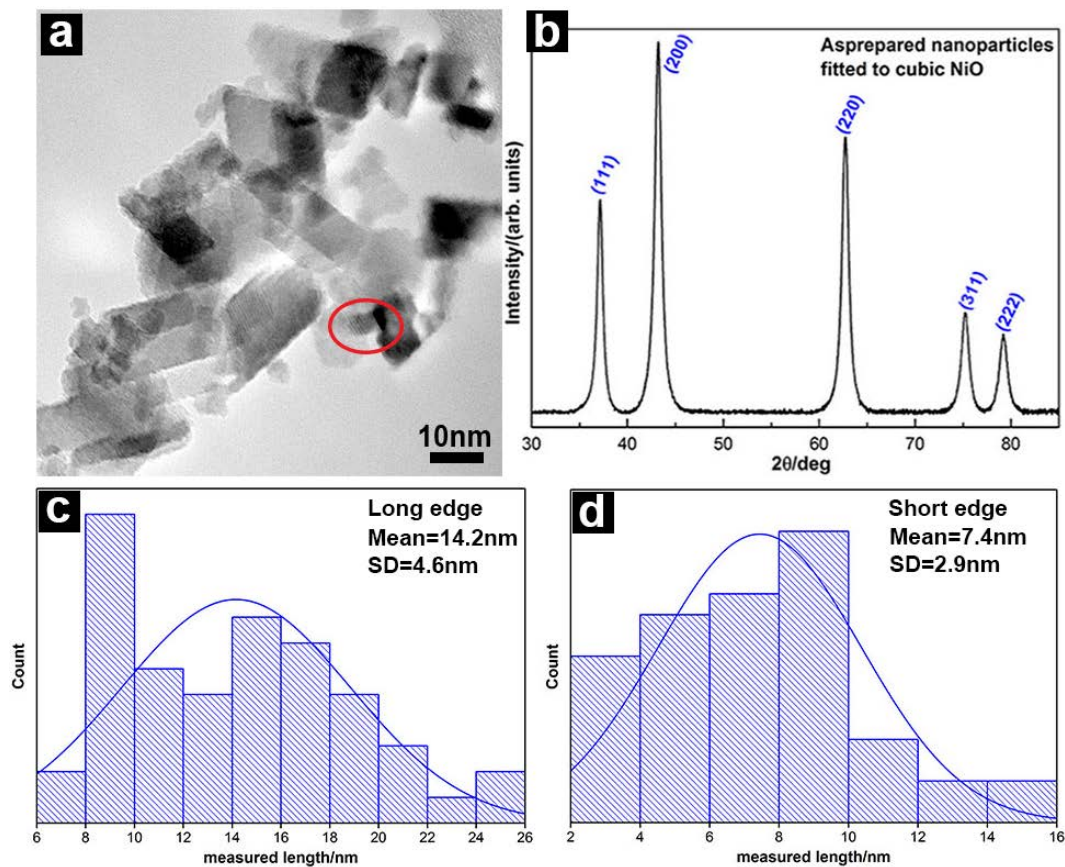 a
10nm
b
Asprepared nanoparticles
fitted to cubic NiO
(111)
(200)
(220)
(311)
(222)
Intensity/(arb. units)
30 40 50 60 70 80
2θ/deg
c
Long edge
Mean=14.2nm
SD=4.6nm
Count
6 8 10 12 14 16 18 20 22 24 26
measured length/nm
d
Short edge
Mean=7.4nm
SD=2.9nm
Count
2 4 6 8 10 12 14 16
measured length/nm